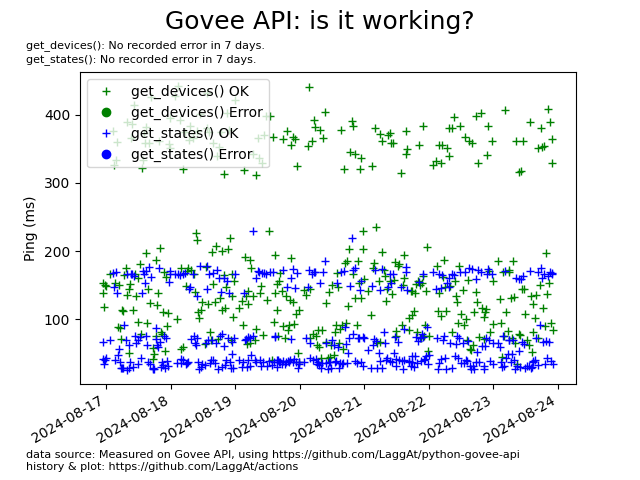 Govee API: is it working?
get_devices(): No recorded error in 7 days.
get_states(): No recorded error in 7 days.
get_devices() OK
get_devices() Error
get_states() OK
get_states() Error
Ping (ms)
400
300
200
100
2024-08-17
2024-08-18
2024-08-19
2024-08-20
2024-08-21
2024-08-22
2024-08-23
2024-08-24
data source: Measured on Govee API, using https://github.com/LaggAt/python-govee-api
history & plot: https://github.com/LaggAt/actions